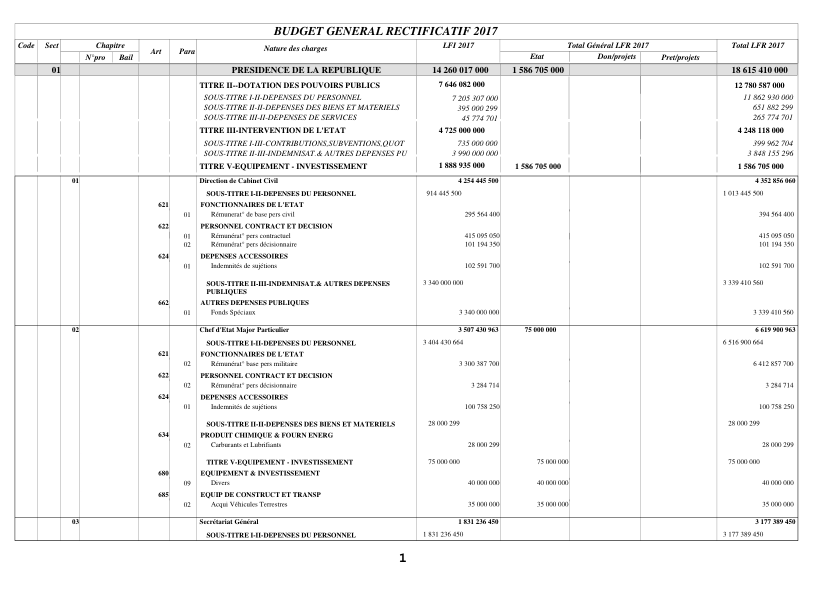 BUDGET GENERAL RECTIFICATIF 2017
Code Sect Chapitre Art Para Nature des charges LFI 2017 Total Général LFR 2017 Total LFR 2017
N°pro Bail Etat Don/projets Pret/projets
01 PRESIDENCE DE LA REPUBLIQUE 14 260 017 000 1 586 705 000 18 615 410 000
TITRE II--DOTATION DES POUVOIRS PUBLICS 7 646 082 000 12 780 587 000
SOUS-TITRE I-II-DEPENSES DU PERSONNEL 7 205 307 000 11 862 930 000
SOUS-TITRE II-II-DEPENSES DES BIENS ET MATERIELS 395 000 299 651 882 299
SOUS-TITRE III-II-DEPENSES DE SERVICES 45 774 701 265 774 701
TITRE III-INTERVENTION DE L'ETAT 4 725 000 000 4 248 118 000
SOUS-TITRE I-III-CONTRIBUTIONS,SUBVENTIONS,QUOT 735 000 000 399 962 704
SOUS-TITRE II-III-INDEMNISAT.& AUTRES DEPENSES PU 3 990 000 000 3 848 155 296
TITRE V-EQUIPEMENT - INVESTISSEMENT 1 888 935 000 1 586 705 000 1 586 705 000
01 Direction de Cabinet Civil 4 254 445 500 4 352 856 060
SOUS-TITRE I-II-DEPENSES DU PERSONNEL 914 445 500 1 013 445 500
621 FONCTIONNAIRES DE L'ETAT
01 Rémunerat° de base pers civil 295 564 400 394 564 400
622 PERSONNEL CONTRACT ET DECISION
01 Rémunérat° pers contractuel 415 095 050 415 095 050
02 Rémunérat° pers décisionnaire 101 194 350 101 194 350
624 DEPENSES ACCESSOIRES
01 Indemnités de sujétions 102 591 700 102 591 700
SOUS-TITRE II-III-INDEMNISAT.& AUTRES DEPENSES 3 340 000 000 3 339 410 560
PUBLIQUES
662 AUTRES DEPENSES PUBLIQUES
01 Fonds Spéciaux 3 340 000 000 3 339 410 560
02 Chef d'Etat Major Particulier 3 507 430 963 75 000 000 6 619 900 963
SOUS-TITRE I-II-DEPENSES DU PERSONNEL 3 404 430 664 6 516 900 664
621 FONCTIONNAIRES DE L'ETAT
02 Rémunérat° base pers militaire 3 300 387 700 6 412 857 700
622 PERSONNEL CONTRACT ET DECISION
02 Rémunérat° pers décisionnaire 3 284 714 3 284 714
624 DEPENSES ACCESSOIRES
01 Indemnités de sujétions 100 758 250 100 758 250
SOUS-TITRE II-II-DEPENSES DES BIENS ET MATERIELS 28 000 299 28 000 299
634 PRODUIT CHIMIQUE & FOURN ENERG
02 Carburants et Lubrifiants 28 000 299 28 000 299
TITRE V-EQUIPEMENT - INVESTISSEMENT 75 000 000 75 000 000 75 000 000
680 EQUIPEMENT & INVESTISSEMENT
09 Divers 40 000 000 40 000 000 40 000 000
685 EQUIP DE CONSTRUCT ET TRANSP
02 Acqui Véhicules Terrestres 35 000 000 35 000 000 35 000 000
03 Secrétariat Général 1 831 236 450 3 177 389 450
SOUS-TITRE I-II-DEPENSES DU PERSONNEL 1 831 236 450 3 177 389 450
1